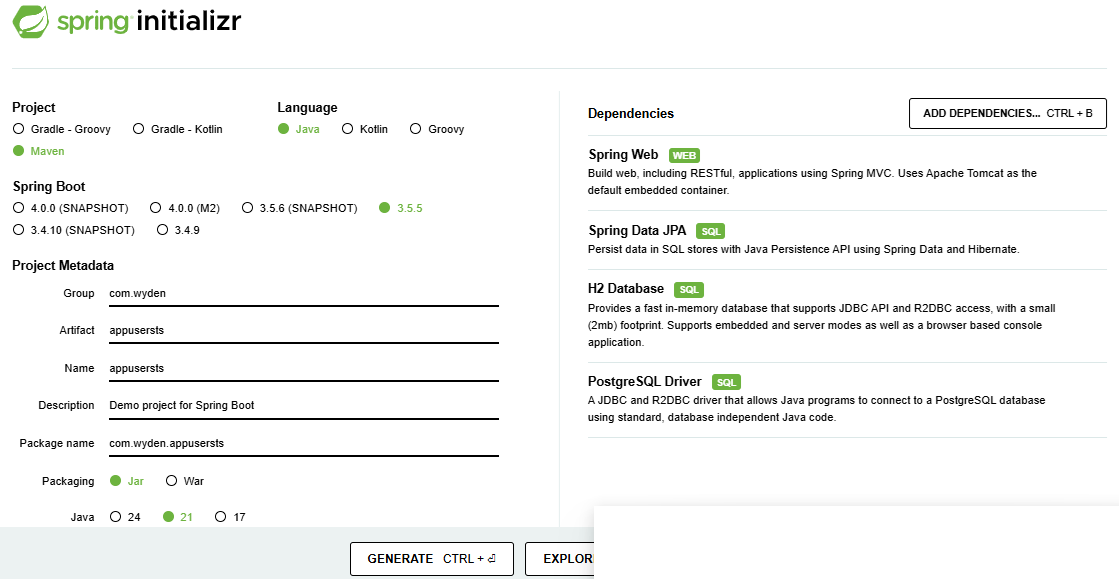 spring initializr
Project
Gradle - Groovy Gradle - Kotlin
Maven
Language
Java Kotlin Groovy
Spring Boot
4.0.0 (SNAPSHOT) 4.0.0 (M2) 3.5.6 (SNAPSHOT) 3.5.5
3.4.10 (SNAPSHOT) 3.4.9
Project Metadata
Group com.wyden
Artifact appusersts
Name appusersts
Description Demo project for Spring Boot
Package name com.wyden.appusersts
Packaging Jar War
Java 24 21 17
Dependencies ADD DEPENDENCIES... CTRL + B
Spring Web WEB
Build web, including RESTful, applications using Spring MVC. Uses Apache Tomcat as the
default embedded container.
Spring Data JPA SQL
Persist data in SQL stores with Java Persistence API using Spring Data and Hibernate.
H2 Database SQL
Provides a fast in-memory database that supports JDBC API and R2DBC access, with a small
(2mb) footprint. Supports embedded and server modes as well as a browser based console
application.
PostgreSQL Driver SQL
A JDBC and R2DBC driver that allows Java programs to connect to a PostgreSQL database
using standard, database independent Java code.
GENERATE CTRL + ⏎ EXPLOR